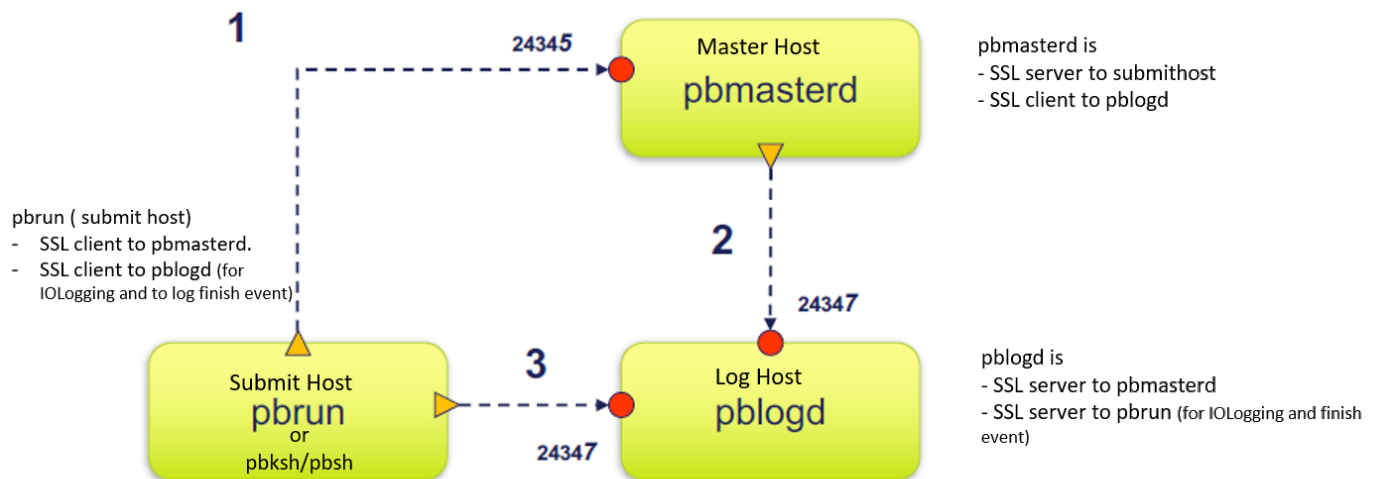 1
24345
Master Host
pbmasterd
pbmasterd is
- SSL server to submithost
- SSL client to pblogd
pbrun ( submit host)
- SSL client to pbmasterd.
- SSL client to pblogd (for
IOLogging and to log finish event)
2
24347
Submit Host
pbrun
or
pbksh/pbsh
3
24347
Log Host
pblogd
pblogd is
- SSL server to pbmasterd
- SSL server to pbrun (for IOLogging and finish
event)